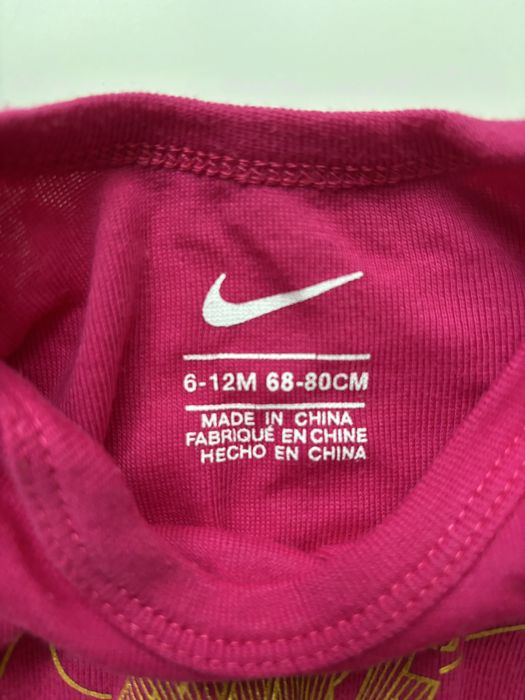 6-12M 68-80CM
MADE IN CHINA
FABRIQUÉ EN CHINE
HECHO EN CHINA